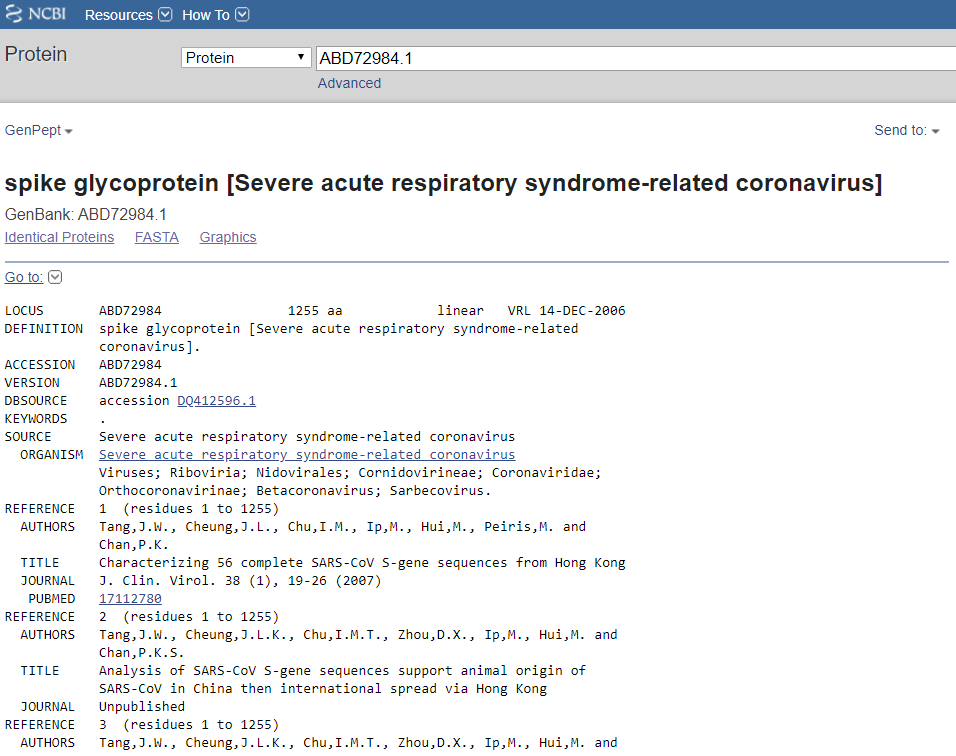 NCBI Resources How To
Protein Protein ABD72984.1
Advanced
GenPept Send to:
spike glycoprotein [Severe acute respiratory syndrome-related coronavirus]
GenBank: ABD72984.1
Identical Proteins FASTA Graphics
Go to:
LOCUS ABD72984 1255 aa linear VRL 14-DEC-2006
DEFINITION spike glycoprotein [Severe acute respiratory syndrome-related
coronavirus].
ACCESSION ABD72984
VERSION ABD72984.1
DBSOURCE accession DQ412596.1
KEYWORDS .
SOURCE Severe acute respiratory syndrome-related coronavirus
ORGANISM Severe acute respiratory syndrome-related coronavirus
Viruses; Riboviria; Nidovirales; Cornidovirineae; Coronaviridae;
Orthocoronavirinae; Betacoronavirus; Sarbecovirus.
REFERENCE 1 (residues 1 to 1255)
AUTHORS Tang,J.W., Cheung,J.L., Chu,I.M., Ip,M., Hui,M., Peiris,M. and
Chan,P.K.
TITLE Characterizing 56 complete SARS-CoV S-gene sequences from Hong Kong
JOURNAL J. Clin. Virol. 38 (1), 19-26 (2007)
PUBMED 17112780
REFERENCE 2 (residues 1 to 1255)
AUTHORS Tang,J.W., Cheung,J.L.K., Chu,I.M.T., Zhou,D.X., Ip,M., Hui,M. and
Chan,P.K.S.
TITLE Analysis of SARS-CoV S-gene sequences support animal origin of
SARS-CoV in China then international spread via Hong Kong
JOURNAL Unpublished
REFERENCE 3 (residues 1 to 1255)
AUTHORS Tang,J.W., Cheung,J.L.K., Chu,I.M.T., Zhou,D.X., Ip,M., Hui,M. and